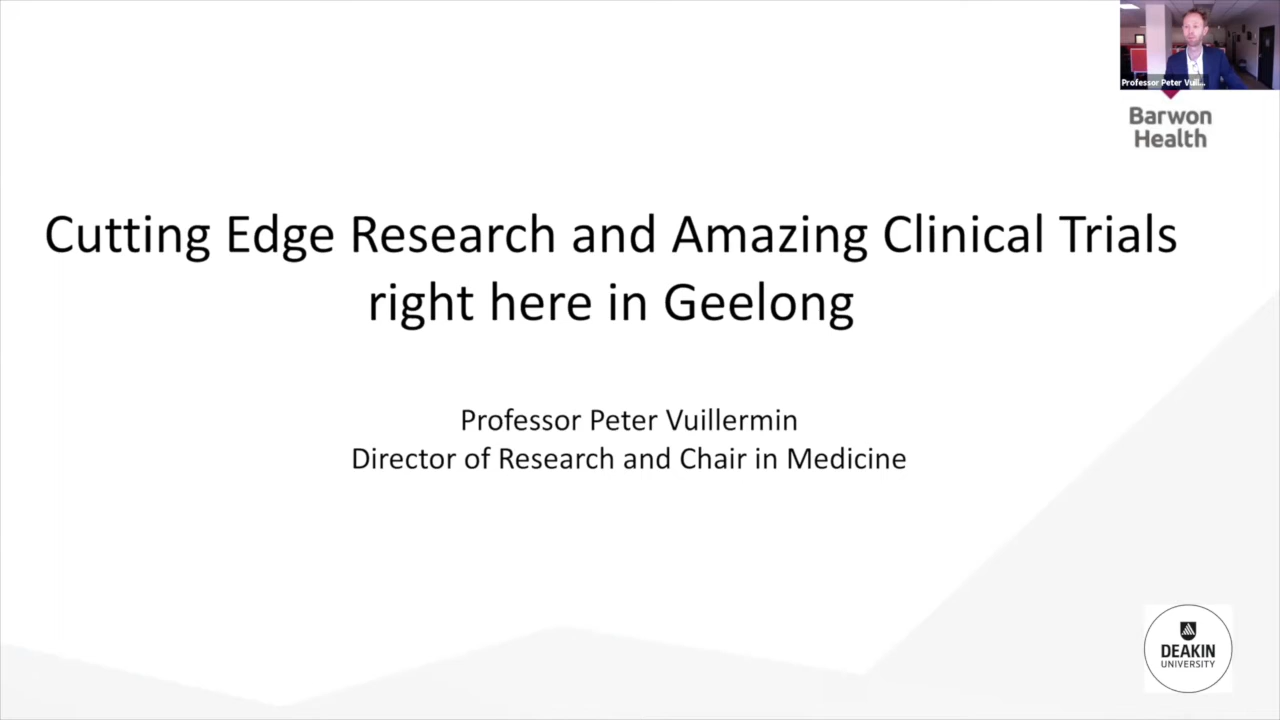 Professor Peter Vuill...
Barwon
Health
Cutting Edge Research and Amazing Clinical Trials
right here in Geelong
Professor Peter Vuillermin
Director of Research and Chair in Medicine
DEAKIN
UNIVERSITY